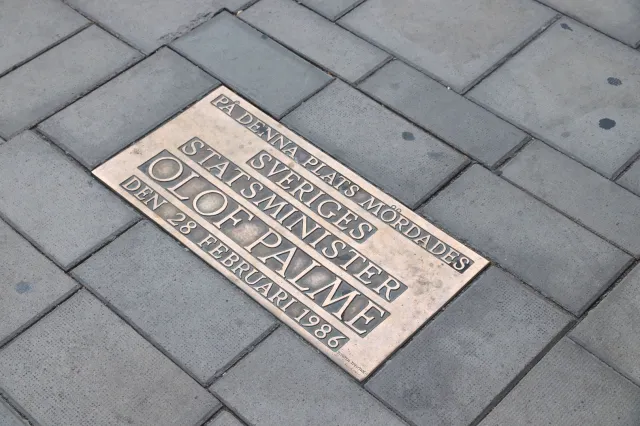 PÅ DENNA PLATS MÖRDADES
SVERIGES
STATSMINISTER
OLOF PALME
DEN 28 FEBRUARI 1986